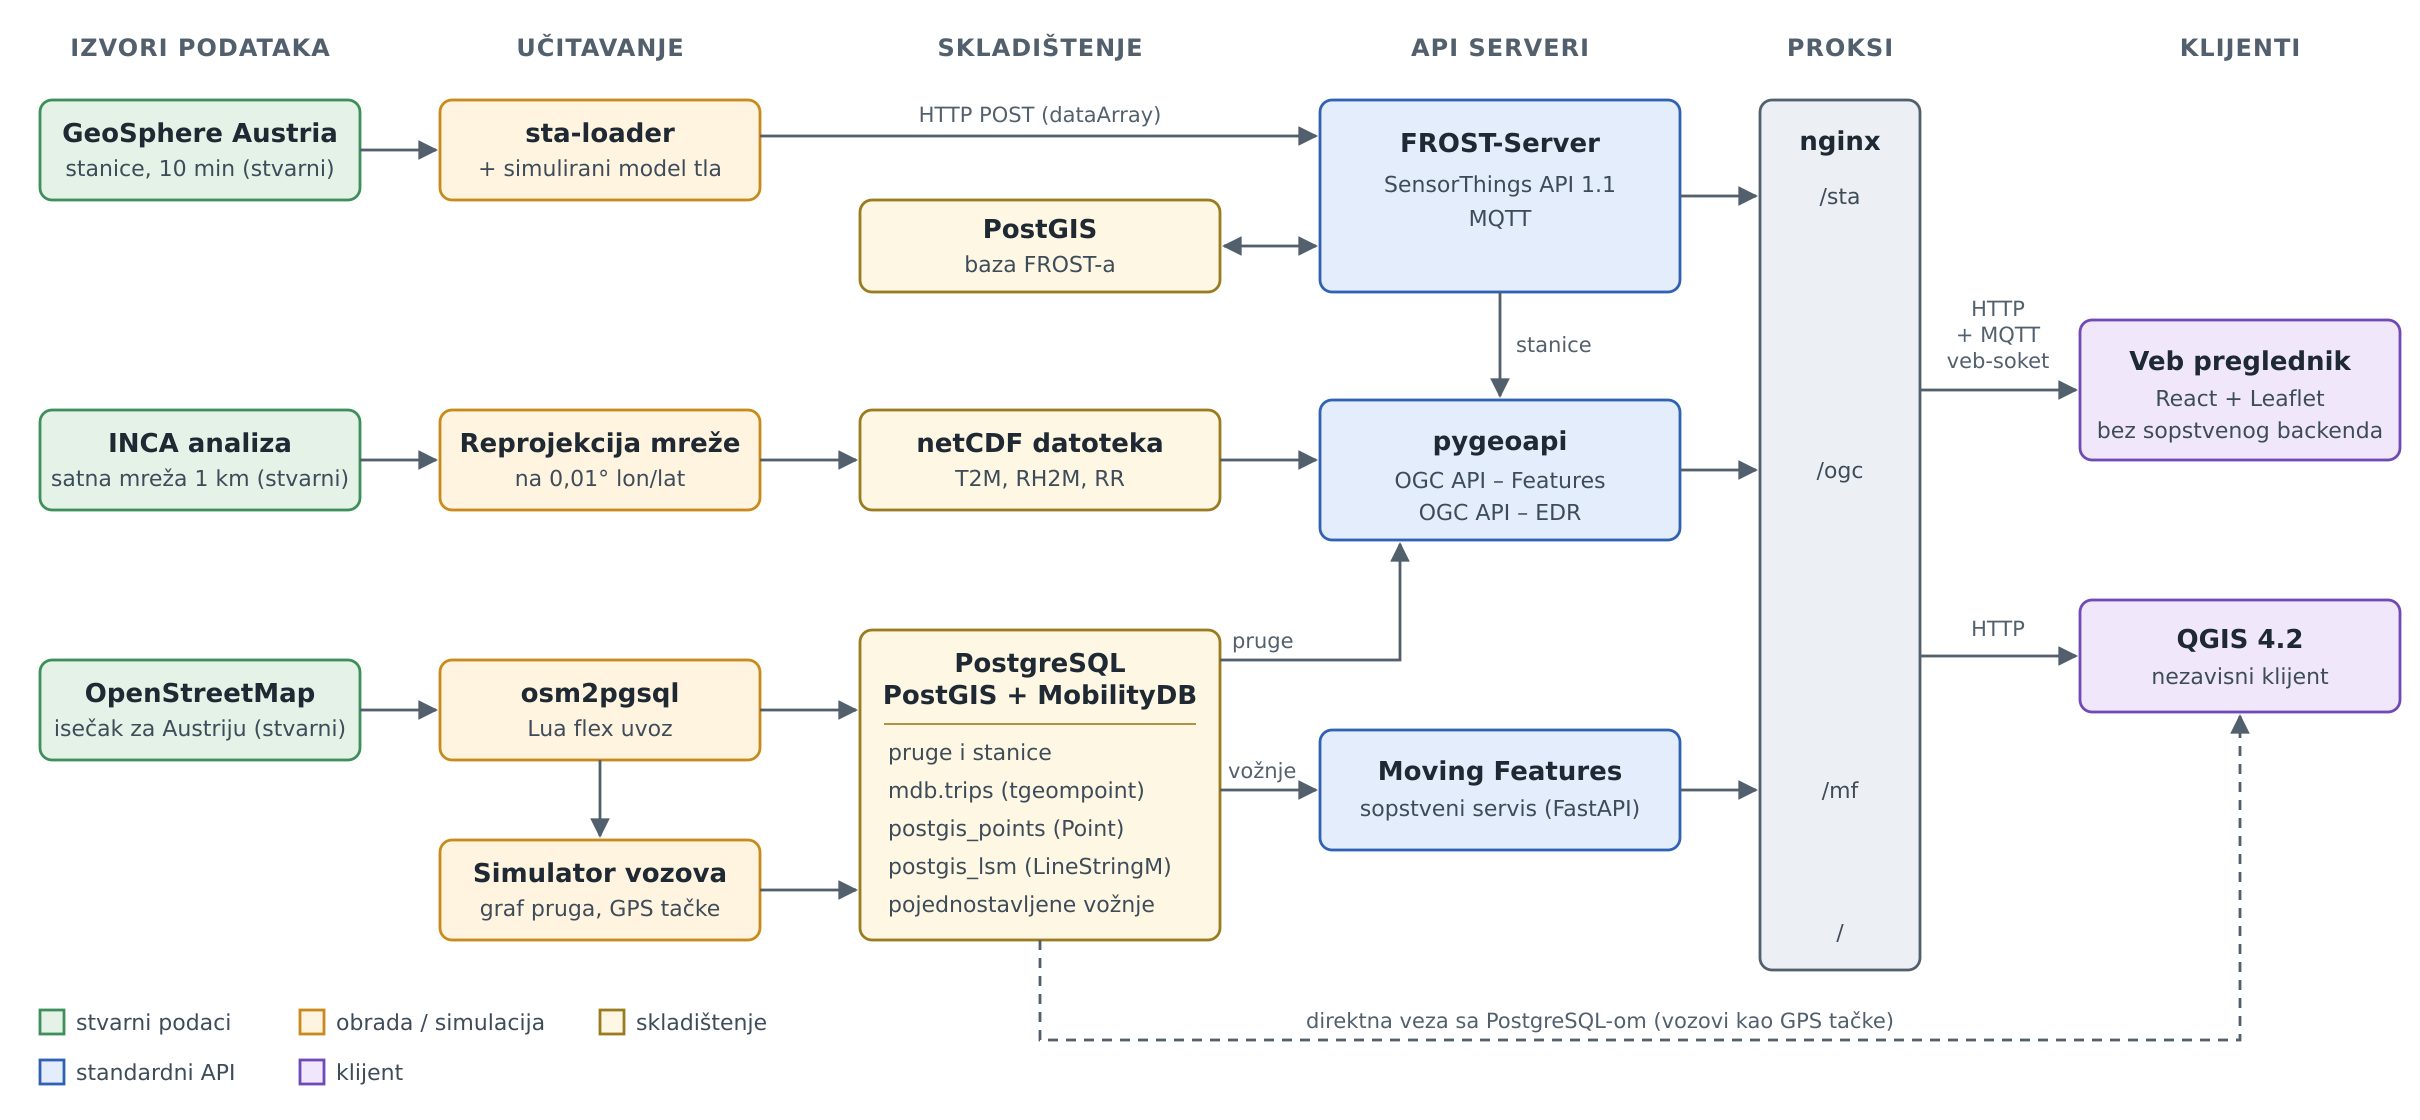 IZVORI PODATAKA
UČITAVANJE
SKLADIŠTENJE
API SERVERI
PROKSI
KLIJENTI
GeoSphere Austria
stanice, 10 min (stvarni)
sta-loader
+ simulirani model tla
HTTP POST (dataArray)
PostGIS
baza FROST-a
FROST-Server
SensorThings API 1.1
MQTT
stanice
nginx
/sta
/ogc
/mf
/
HTTP
+ MQTT
veb-soket
Veb preglednik
React + Leaflet
bez sopstvenog backenda
INCA analiza
satna mreža 1 km (stvarni)
Reprojekcija mreže
na 0,01° lon/lat
netCDF datoteka
T2M, RH2M, RR
pygeoapi
OGC API – Features
OGC API – EDR
HTTP
QGIS 4.2
nezavisni klijent
OpenStreetMap
isečak za Austriju (stvarni)
osm2pgsql
Lua flex uvoz
Simulator vozova
graf pruga, GPS tačke
PostgreSQL
PostGIS + MobilityDB
pruge i stanice
mdb.trips (tgeompoint)
postgis_points (Point)
postgis_lsm (LineStringM)
pojednostavljene vožnje
pruge
vožnje
Moving Features
sopstveni servis (FastAPI)
direktna veza sa PostgreSQL-om (vozovi kao GPS tačke)
stvarni podaci
obrada / simulacija
skladištenje
standardni API
klijent